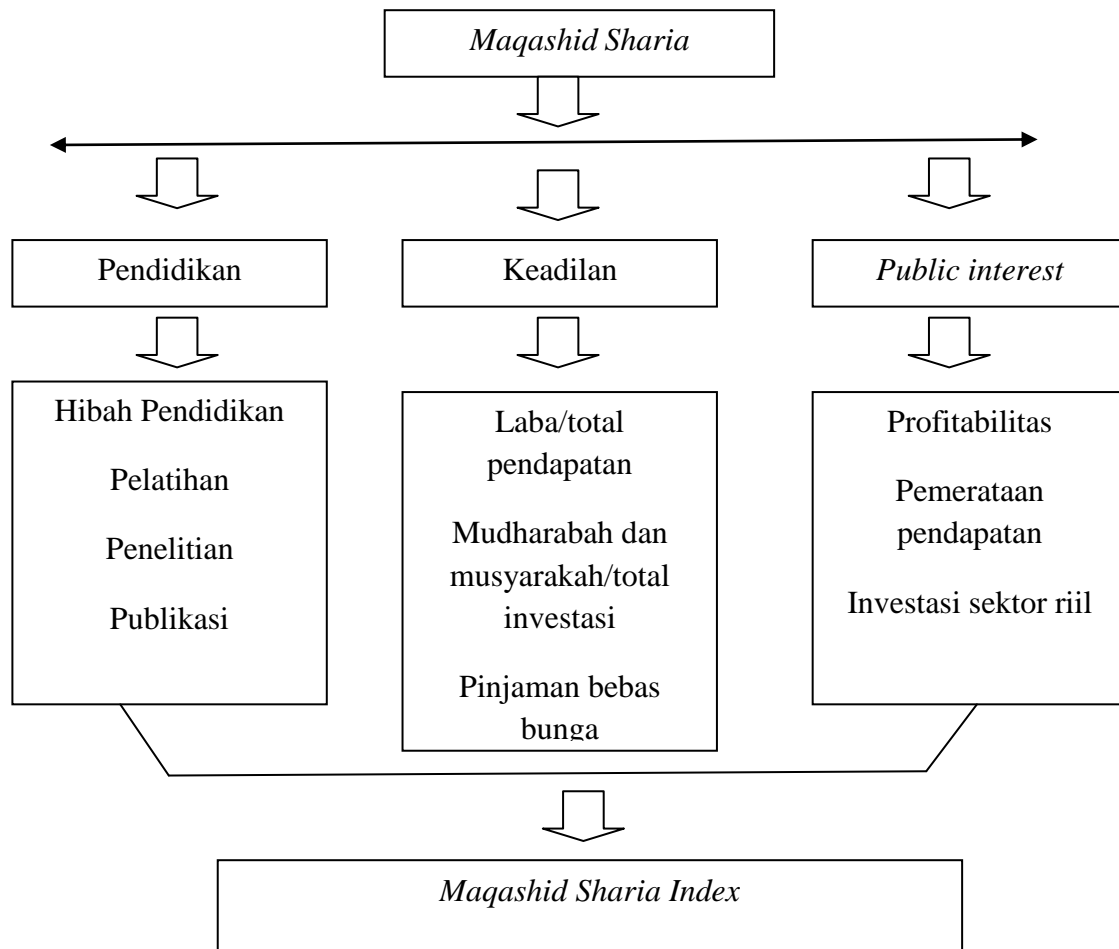 Maqashid Sharia
Pendidikan
Keadilan
Public interest
Hibah Pendidikan
Pelatihan
Penelitian
Publikasi
Laba/total
pendapatan
Mudharabah dan
musyarakah/total
investasi
Pinjaman bebas
bunga
Profitabilitas
Pemerataan
pendapatan
Investasi sektor riil
Maqashid Sharia Index